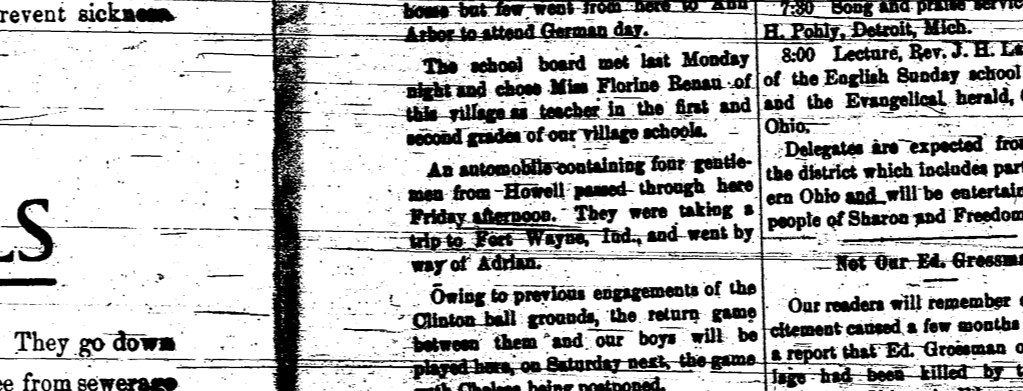 revent sickness
LS
They go down
e from sewerage
house but few went from here to Ann
Arbor to attend German day.
The school board met last Monday
night and chose Miss Florine Renau of
this village as teacher in the first and
second grades of our village schools.
An automobile containing four gentle-
men from Howell passed through here
Friday afternoon. They were taking a
trip to Fort Wayne, Ind., and went by
way of Adrian.
Owing to previous engagements of the
Clinton ball grounds, the return game
between them and our boys will be
played here, on Saturday next, the game
with Chelsea being postponed.
7:30 Song and praise servic
H. Pohly, Detroit, Mich.
8:00 Lecture, Rev. J. H. La
of the English Sunday school
and the Evangelical herald,
Ohio.
Delegates are expected fro
the district which includes par
ern Ohio and will be entertain
people of Sharon and Freedom
Not Our Ed. Grossma
Our readers will remember
citement caused a few months
a report that Ed. Grossman o
lage had been killed by